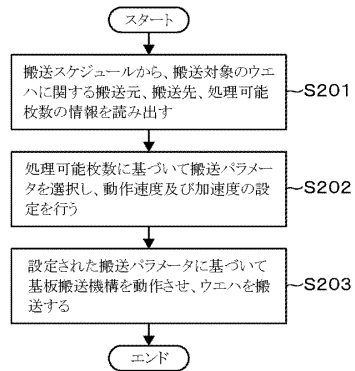 スタート
搬送スケジュールから、搬送対象のウエ
ハに関する搬送元、搬送先、処理可能
枚数の情報を読み出す
S201
処理可能枚数に基づいて搬送パラメー
タを選択し、動作速度及び加速度の設
定を行う
S202
設定された搬送パラメータに基づいて
基板搬送機構を動作させ、ウエハを搬
送する
S203
エンド